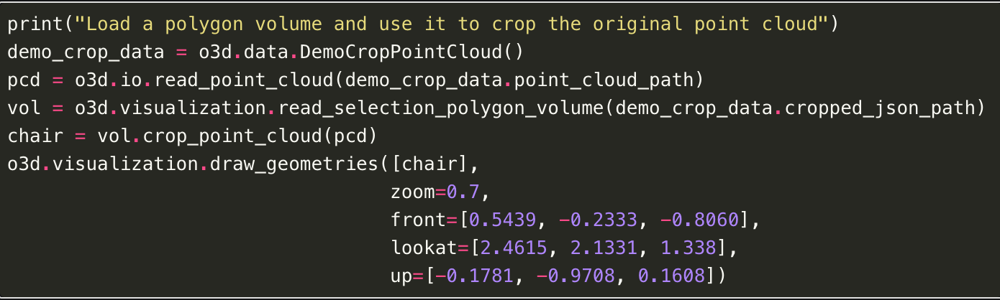 print("Load a polygon volume and use it to crop the original point cloud")
demo_crop_data = o3d.data.DemoCropPointCloud()
pcd = o3d.io.read_point_cloud(demo_crop_data.point_cloud_path)
vol = o3d.visualization.read_selection_polygon_volume(demo_crop_data.cropped_json_path)
chair = vol.crop_point_cloud(pcd)
o3d.visualization.draw_geometries([chair],
                                  zoom=0.7,
                                  front=[0.5439, -0.2333, -0.8060],
                                  lookat=[2.4615, 2.1331, 1.338],
                                  up=[-0.1781, -0.9708, 0.1608])